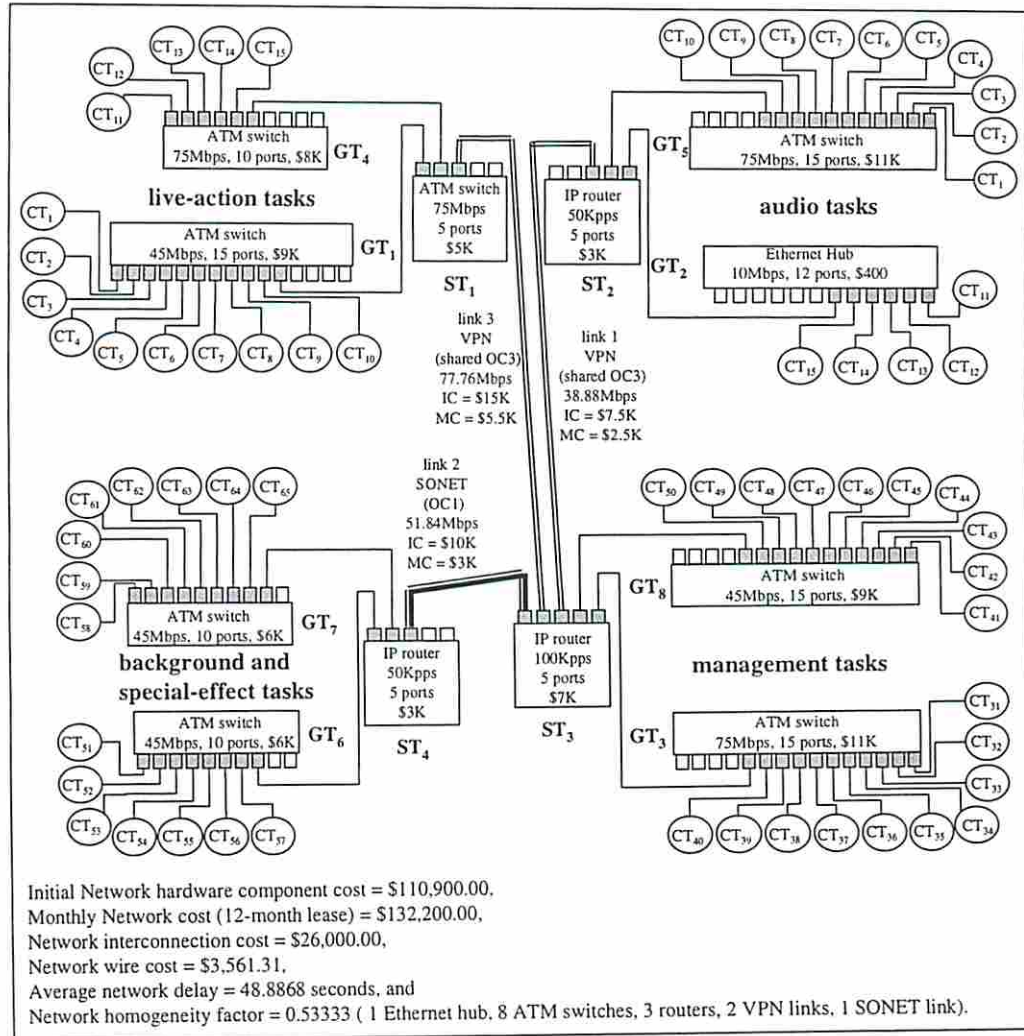 CT13 CT14 CT15
CT12
CT11
ATM switch
75Mbps, 10 ports, $8K
GT4
live-action tasks
ATM switch
45Mbps, 15 ports, $9K
GT1
CT1
CT2
CT3
CT4
CT5
CT6
CT7
CT8
CT9
CT10
ATM switch
75Mbps
5 ports
$5K
ST1
CT10
CT9
CT8
CT7
CT6
CT5
CT4
CT3
CT2
CT1
GT5
ATM switch
75Mbps, 15 ports, $11K
audio tasks
IP router
50Kpps
5 ports
$3K
ST2
GT2
Ethernet Hub
10Mbps, 12 ports, $400
CT11
CT15
CT14
CT13
CT12
link 3
VPN
(shared OC3)
77.76Mbps
IC = $15K
MC = $5.5K
link 1
VPN
(shared OC3)
38.88Mbps
IC = $7.5K
MC = $2.5K
link 2
SONET
(OC1)
51.84Mbps
IC = $10K
MC = $3K
CT61
CT62
CT63
CT64
CT65
CT60
CT59
CT58
ATM switch
45Mbps, 10 ports, $6K
GT7
background and
special-effect tasks
ATM switch
45Mbps, 10 ports, $6K
GT6
CT51
CT52
CT53
CT54
CT55
CT56
CT57
IP router
50Kpps
5 ports
$3K
ST4
IP router
100Kpps
5 ports
$7K
ST3
CT50
CT49
CT48
CT47
CT46
CT45
CT44
CT43
CT42
CT41
GT8
ATM switch
45Mbps, 15 ports, $9K
management tasks
GT3
ATM switch
75Mbps, 15 ports, $11K
CT31
CT32
CT33
CT34
CT40
CT39
CT38
CT37
CT36
CT35
Initial Network hardware component cost = $110,900.00,
Monthly Network cost (12-month lease) = $132,200.00,
Network interconnection cost = $26,000.00,
Network wire cost = $3,561.31,
Average network delay = 48.8868 seconds, and
Network homogeneity factor = 0.53333 ( 1 Ethernet hub, 8 ATM switches, 3 routers, 2 VPN links, 1 SONET link).